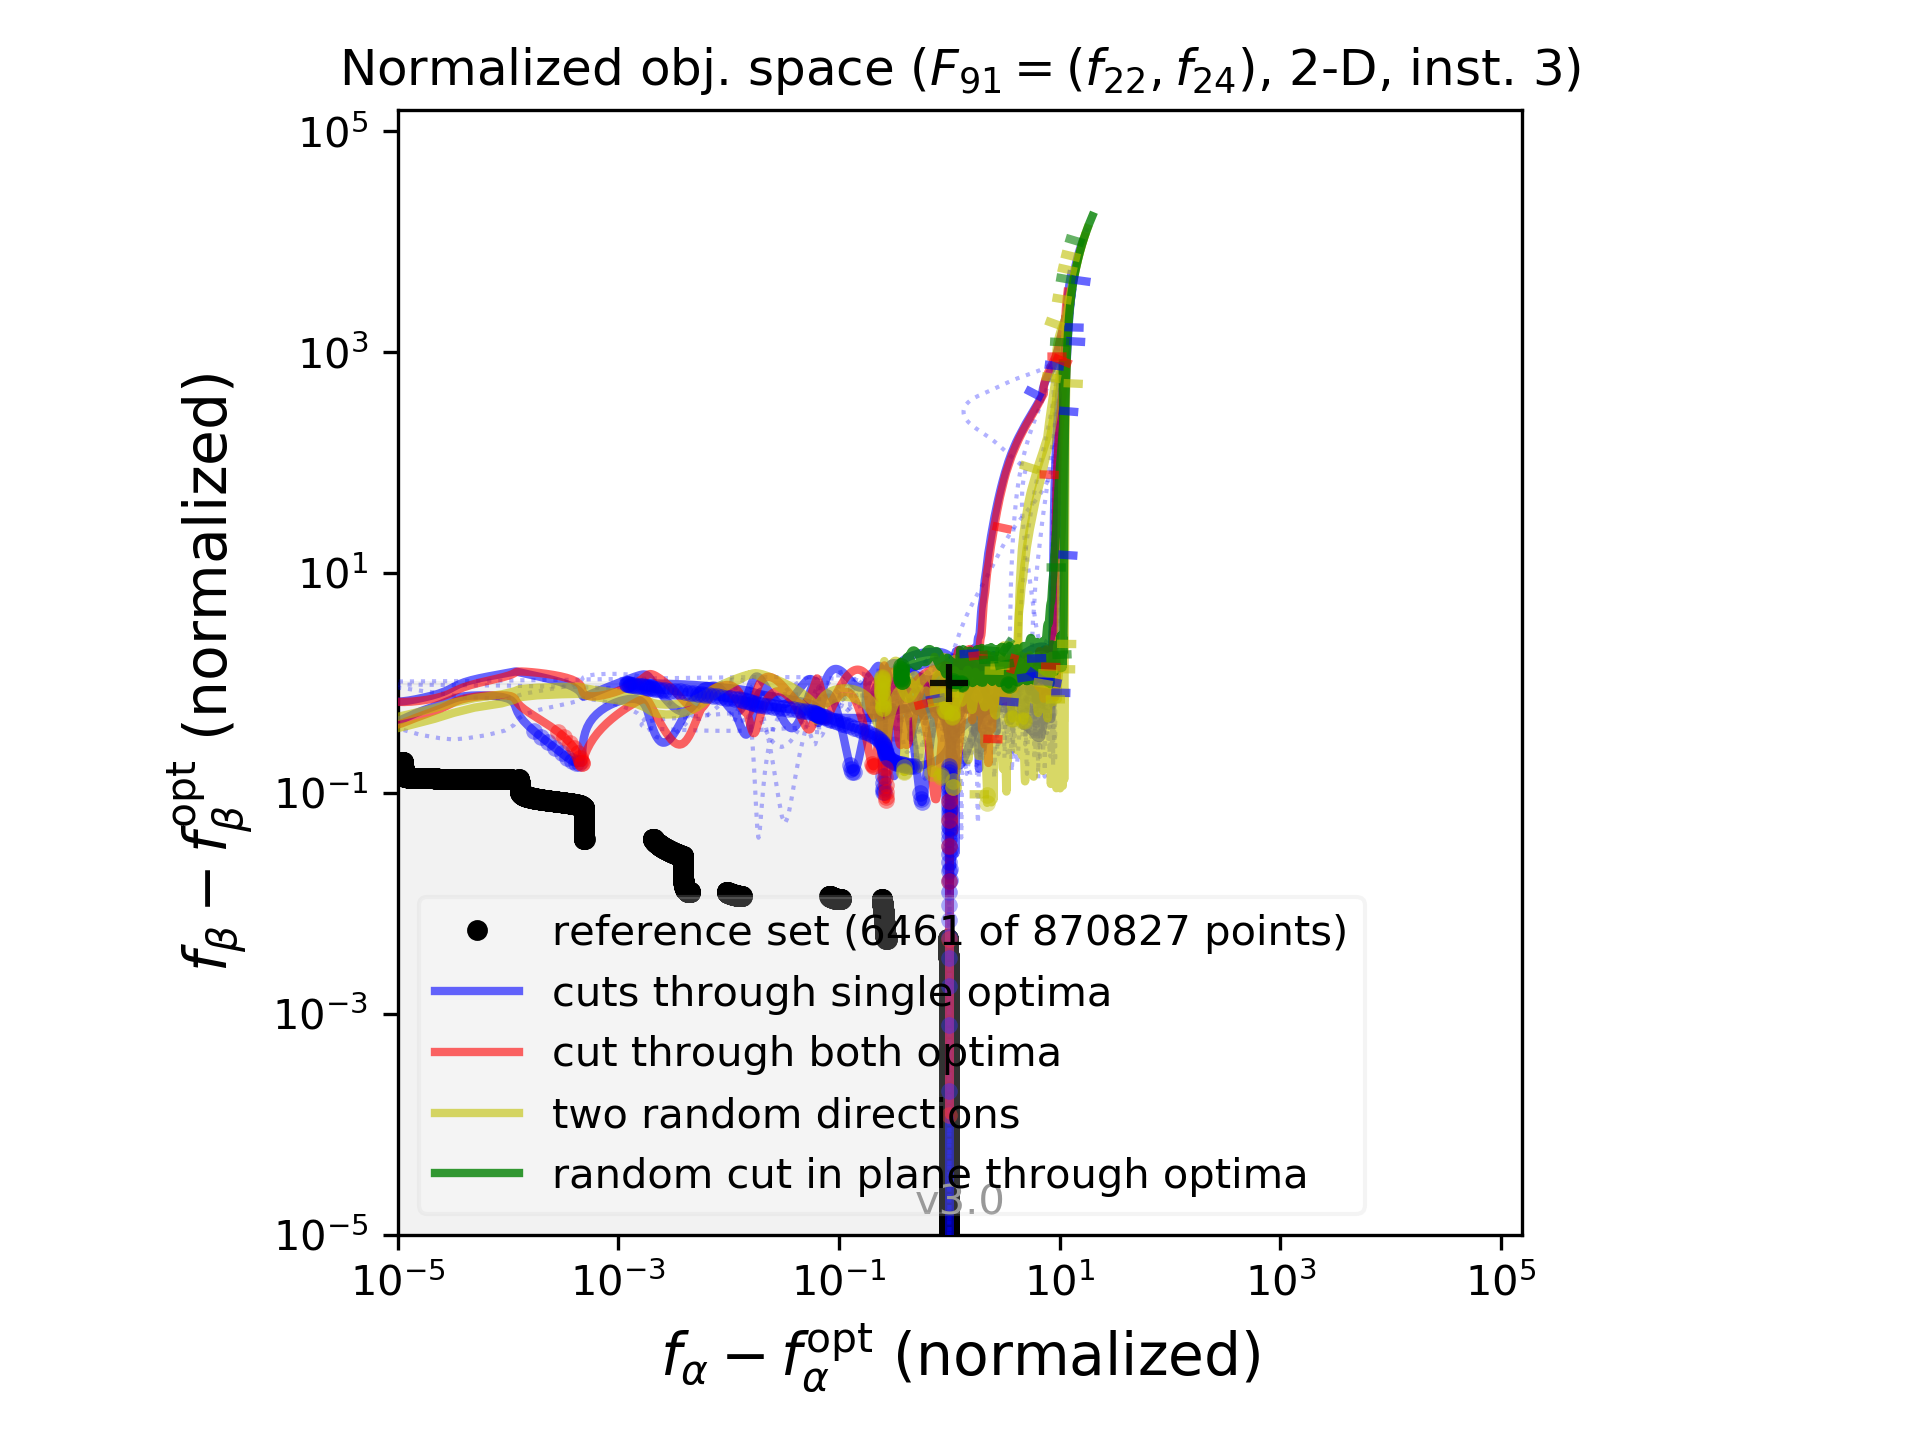 Normalized obj. space (F₉₁ = (f₂₂, f₂₄), 2-D, inst. 3)
f_β − f_β^opt (normalized)
10⁵
10³
10¹
10⁻¹
10⁻³
10⁻⁵
reference set (6461 of 870827 points)
cuts through single optima
cut through both optima
two random directions
random cut in plane through optima
v3.0
10⁻⁵ 10⁻³ 10⁻¹ 10¹ 10³ 10⁵
f_α − f_α^opt (normalized)